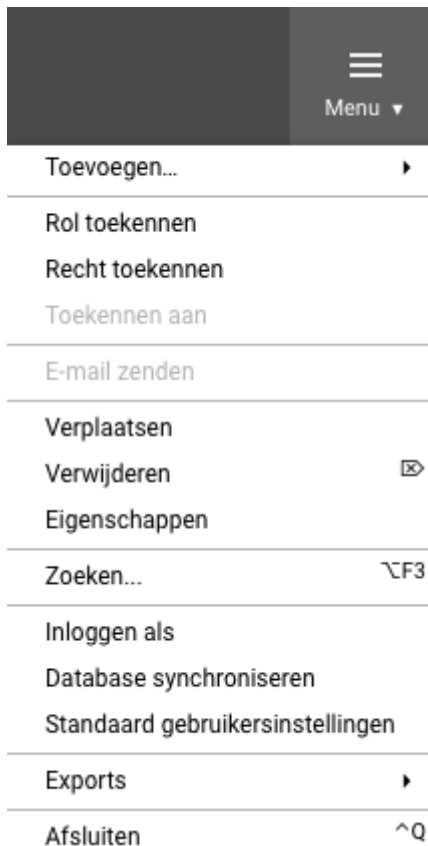 Menu ▾
Toevoegen... ▸
Rol toekennen
Recht toekennen
Toekennen aan
E-mail zenden
Verplaatsen
Verwijderen ⌦
Eigenschappen
Zoeken... ⌥F3
Inloggen als
Database synchroniseren
Standaard gebruikersinstellingen
Exports ▸
Afsluiten ^Q